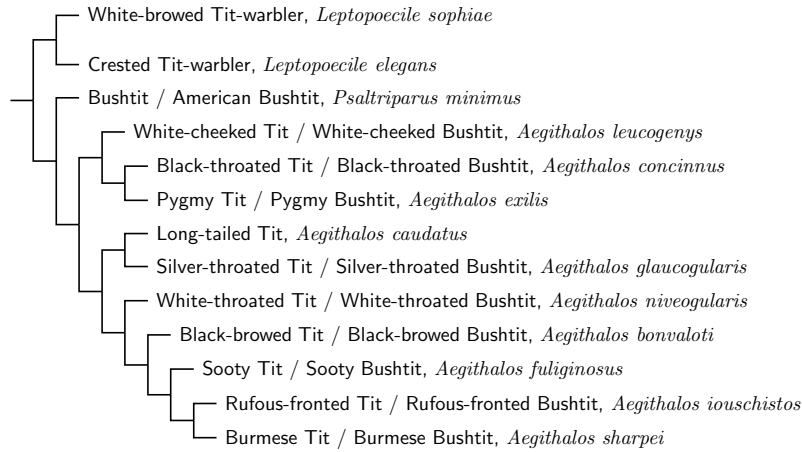 White-browed Tit-warbler, Leptopoecile sophiae
Crested Tit-warbler, Leptopoecile elegans
Bushtit / American Bushtit, Psaltriparus minimus
White-cheeked Tit / White-cheeked Bushtit, Aegithalos leucogenys
Black-throated Tit / Black-throated Bushtit, Aegithalos concinnus
Pygmy Tit / Pygmy Bushtit, Aegithalos exilis
Long-tailed Tit, Aegithalos caudatus
Silver-throated Tit / Silver-throated Bushtit, Aegithalos glaucogularis
White-throated Tit / White-throated Bushtit, Aegithalos niveogularis
Black-browed Tit / Black-browed Bushtit, Aegithalos bonvaloti
Sooty Tit / Sooty Bushtit, Aegithalos fuliginosus
Rufous-fronted Tit / Rufous-fronted Bushtit, Aegithalos iouschistos
Burmese Tit / Burmese Bushtit, Aegithalos sharpei